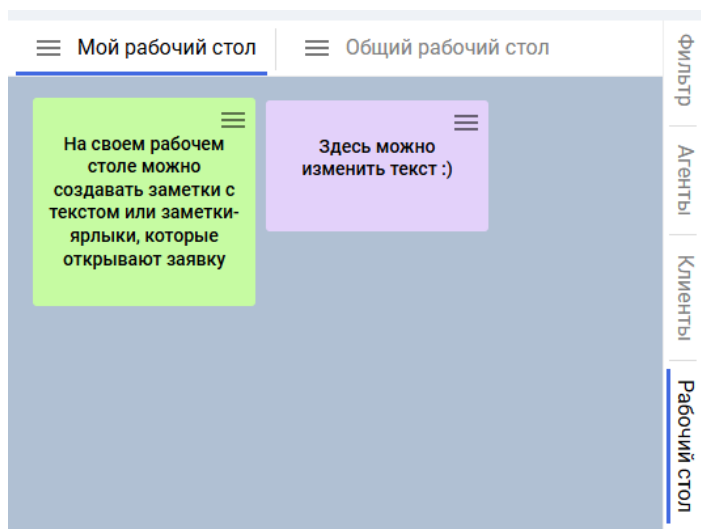 Мой рабочий стол
Общий рабочий стол
На своем рабочем
столе можно
создавать заметки с
текстом или заметки-
ярлыки, которые
открывают заявку
Здесь можно
изменить текст :)
Фильтр
Агенты
Клиенты
Рабочий стол